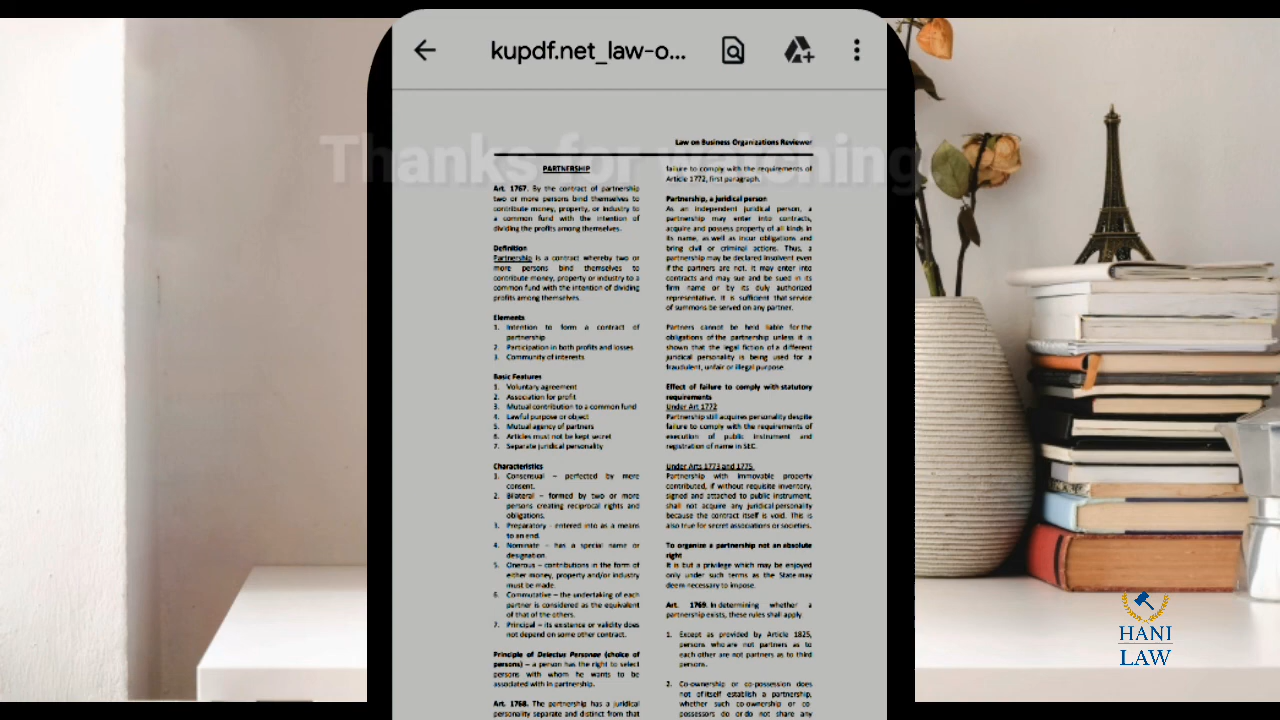 kupdf.net_law-o...
Thanks for watching
Law on Business Organizations Reviewer
PARTNERSHIP
Art. 1767. By the contract of partnership
two or more persons bind themselves to
contribute money, property, or industry to
a common fund with the intention of
dividing the profits among themselves.
Definition
Partnership is a contract whereby two or
more persons bind themselves to
contribute money, property or industry to a
common fund with the intention of dividing
profits among themselves.
Elements
1. Intention to form a contract of
partnership
2. Participation in both profits and losses
3. Community of interests
Basic Features
1. Voluntary agreement
2. Association for profit
3. Mutual contribution to a common fund
4. Lawful purpose or object
5. Mutual agency of partners
6. Articles must not be kept secret
7. Separate juridical personality
Characteristics
1. Consensual – perfected by mere
consent.
2. Bilateral – formed by two or more
persons creating reciprocal rights and
obligations.
3. Preparatory - entered into as a means
to an end.
4. Nominate – has a special name or
designation.
5. Onerous – contributions in the form of
either money, property and/or industry
must be made.
6. Commutative – the undertaking of each
partner is considered as the equivalent
of that of the others.
7. Principal – its existence or validity does
not depend on some other contract.
Principle of Delectus Personae (choice of
persons) – a person has the right to select
persons with whom he wants to be
associated with in partnership.
Art. 1768. The partnership has a juridical
personality separate and distinct from that
failure to comply with the requirements of
Article 1772, first paragraph.
Partnership, a juridical person
As an independent juridical person, a
partnership may enter into contracts,
acquire and possess property of all kinds in
its name, as well as incur obligations and
bring civil or criminal actions. Thus, a
partnership may be declared insolvent even
if the partners are not. It may enter into
contracts and may sue and be sued in its
firm name or by its duly authorized
representative. It is sufficient that service
of summons be served on any partner.
Partners cannot be held liable for the
obligations of the partnership unless it is
shown that the legal fiction of a different
juridical personality is being used for a
fraudulent, unfair or illegal purpose.
Effect of failure to comply with statutory
requirements
Under Art 1772
Partnership still acquires personality despite
failure to comply with the requirements of
execution of public instrument and
registration of name in SEC.
Under Arts 1773 and 1775
Partnership with immovable property
contributed, if without requisite inventory,
signed and attached to public instrument,
shall not acquire any juridical personality
because the contract itself is void. This is
also true for secret associations or societies.
To organize a partnership not an absolute
right
It is but a privilege which may be enjoyed
only under such terms as the State may
deem necessary to impose.
Art. 1769. In determining whether a
partnership exists, these rules shall apply
1. Except as provided by Article 1825,
persons who are not partners as to
each other are not partners as to third
persons.
2. Co-ownership or co-possession does
not of itself establish a partnership,
whether such co-ownership or co-
possessors do or do not share any
HANI
LAW